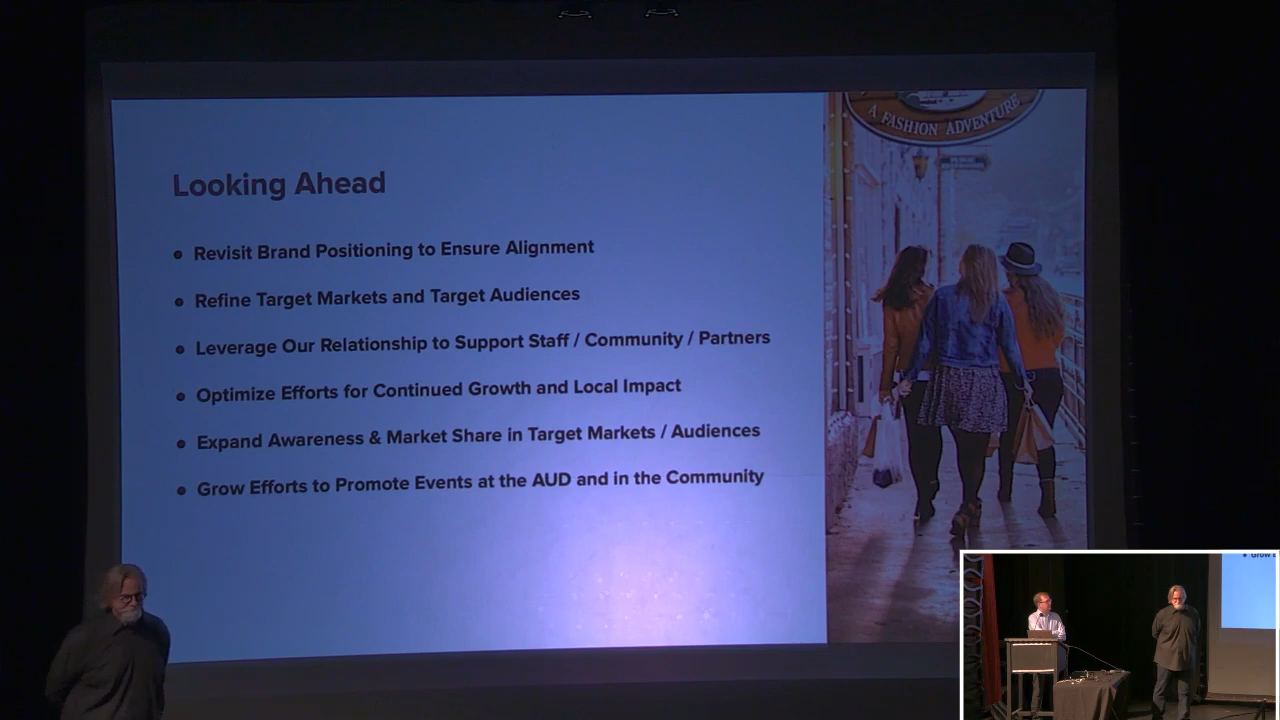 A FASHION ADVENTURE
Looking Ahead
Revisit Brand Positioning to Ensure Alignment
Refine Target Markets and Target Audiences
Leverage Our Relationship to Support Staff / Community / Partners
Optimize Efforts for Continued Growth and Local Impact
Expand Awareness & Market Share in Target Markets / Audiences
Grow Efforts to Promote Events at the AUD and in the Community